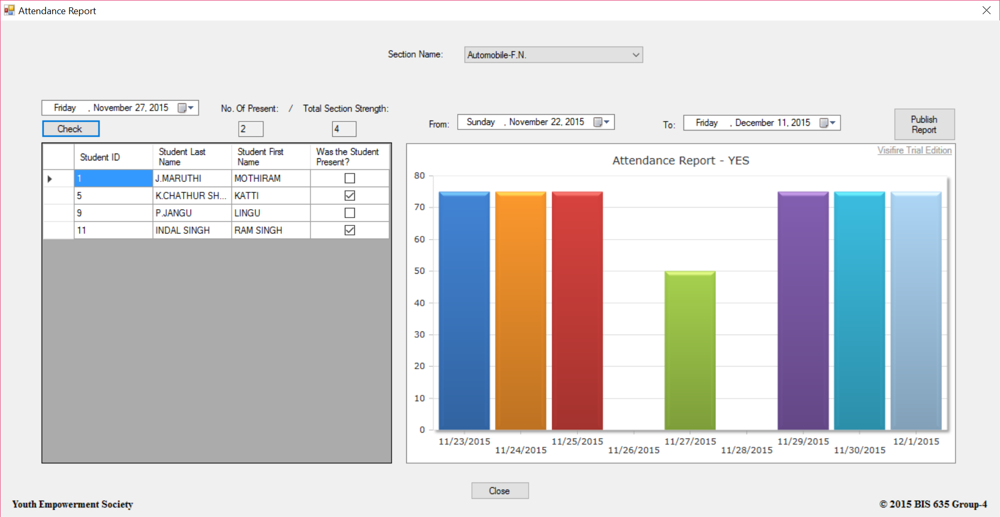 Attendance Report
Section Name: Automobile-F.N.
Friday , November 27, 2015
No. Of Present: / Total Section Strength:
Check
2 4
From: Sunday , November 22, 2015
To: Friday , December 11, 2015
Publish
Report
Student ID
Student Last
Name
Student First
Name
Was the Student
Present?
1 J.MARUTHI MOTHIRAM
5 K.CHATHUR SH... KATTI
9 P.JANGU LINGU
11 INDAL SINGH RAM SINGH
Visifire Trial Edition
Attendance Report - YES
80
70
60
50
40
30
20
10
0
11/23/2015
11/24/2015
11/25/2015
11/26/2015
11/27/2015
11/28/2015
11/29/2015
11/30/2015
12/1/2015
Close
Youth Empowerment Society
© 2015 BIS 635 Group-4